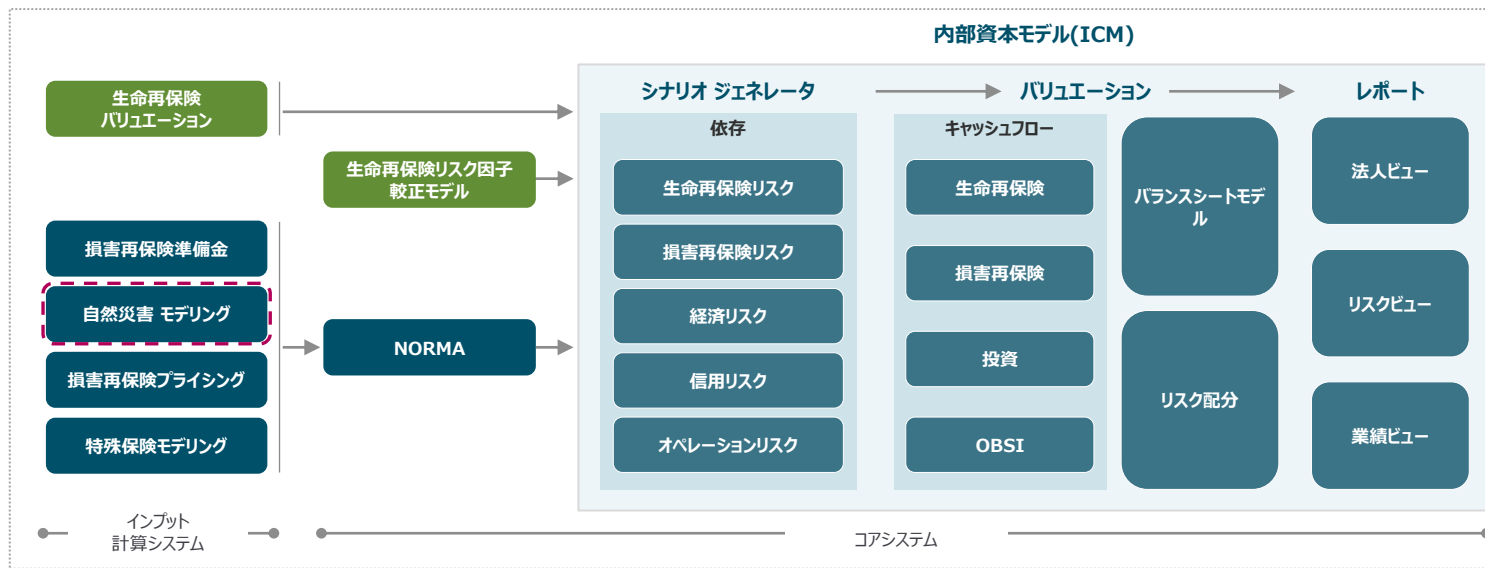 内部資本モデル(ICM)
シナリオ ジェネレータ
バリュエーション
レポート
生命再保険
バリュエーション
生命再保険リスク因子
較正モデル
損害再保険準備金
自然災害 モデリング
損害再保険プライシング
特殊保険モデリング
NORMA
依存
生命再保険リスク
損害再保険リスク
経済リスク
信用リスク
オペレーションリスク
キャッシュフロー
生命再保険
損害再保険
投資
OBSI
バランスシートモデ
ル
リスク配分
法人ビュー
リスクビュー
業績ビュー
インプット
計算システム
コアシステム